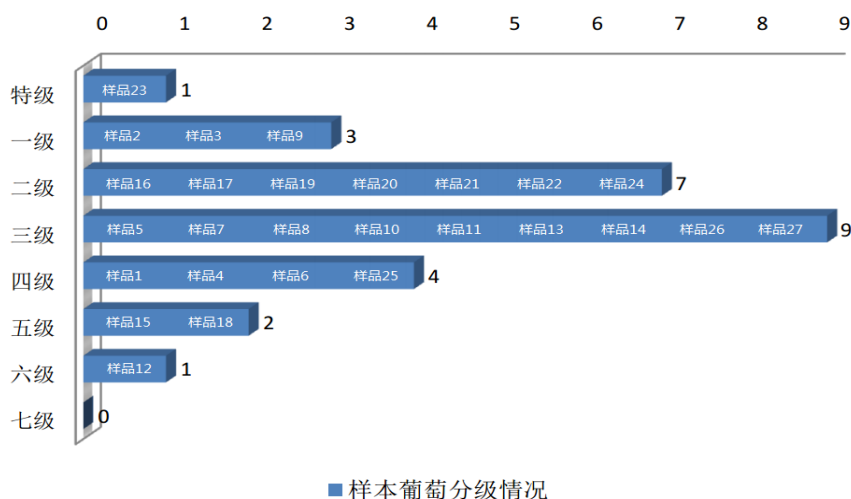 0 1 2 3 4 5 6 7 8 9
特级 样品23 1
一级 样品2 样品3 样品9 3
二级 样品16 样品17 样品19 样品20 样品21 样品22 样品24 7
三级 样品5 样品7 样品8 样品10 样品11 样品13 样品14 样品26 样品27 9
四级 样品1 样品4 样品6 样品25 4
五级 样品15 样品18 2
六级 样品12 1
七级 0
样本葡萄分级情况